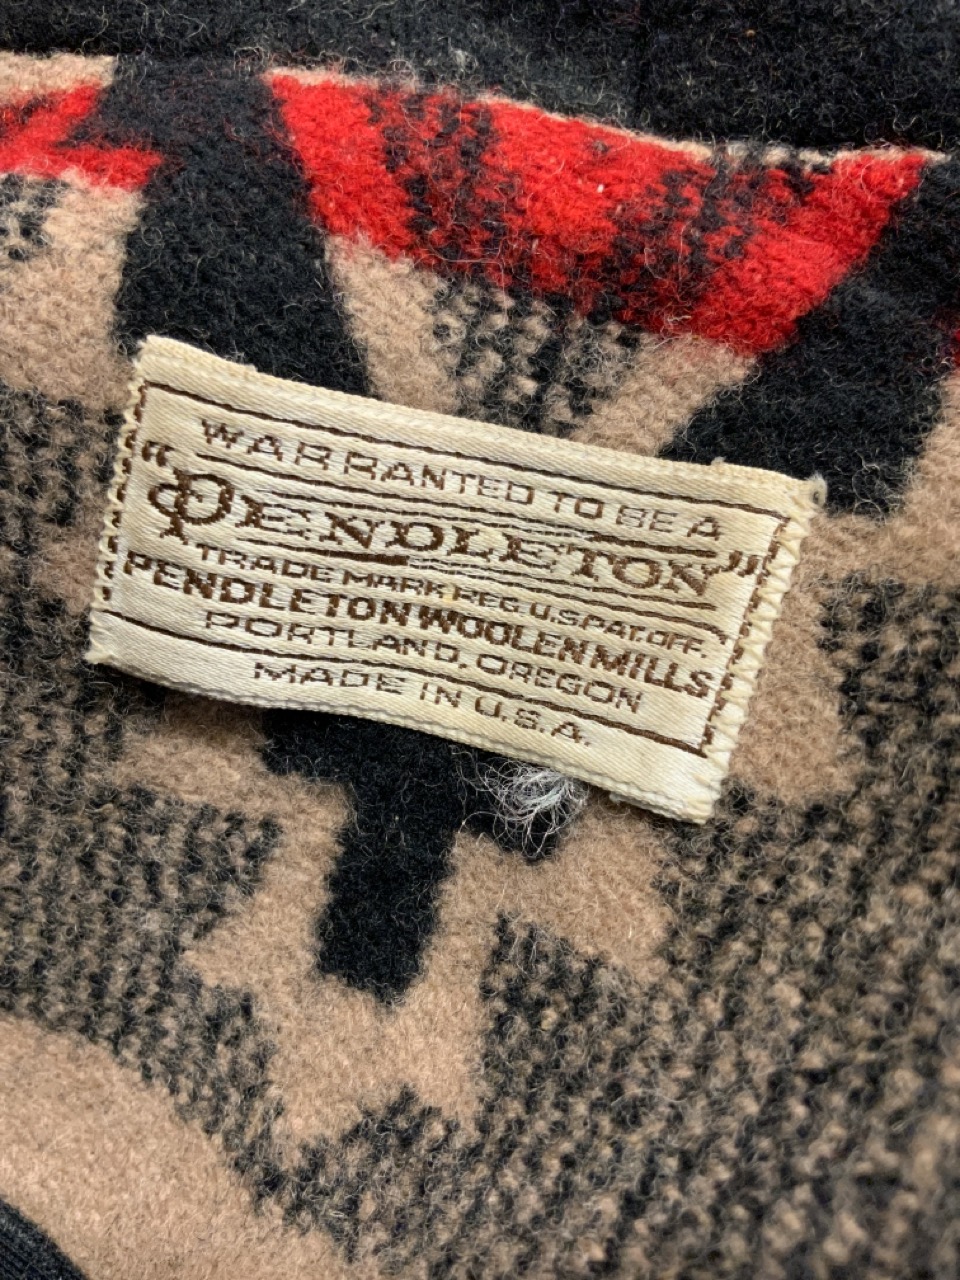 WARRANTED TO BE A
"PENDLETON"
TRADE MARK REG. U.S. PAT. OFF.
PENDLETON WOOLEN MILLS
PORTLAND, OREGON
MADE IN U.S.A.